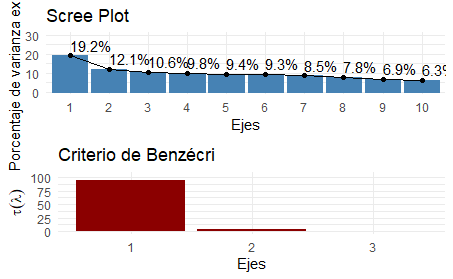 Scree Plot
Porcentaje de varianza ex
30
20
10
0
19.2%
12.1%
10.6%
9.8%
9.4%
9.3%
8.5%
7.8%
6.9%
6.3%
1 2 3 4 5 6 7 8 9 10
Ejes
Criterio de Benzécri
τ(λ)
100
75
50
25
0
1 2 3
Ejes